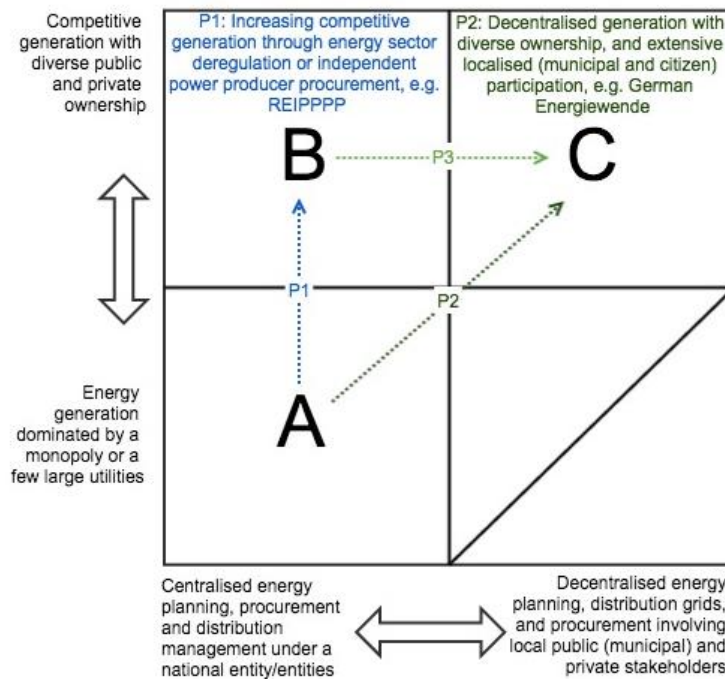 Competitive
generation with
diverse public
and private
ownership
P1: Increasing competitive
generation through energy sector
deregulation or independent
power producer procurement, e.g.
REIPPPP
P2: Decentralised generation with
diverse ownership, and extensive
localised (municipal and citizen)
participation, e.g. German
Energiewende
B
P3
C
P1
P2
A
Energy
generation
dominated by a
monopoly or a
few large utilities
Centralised energy
planning, procurement
and distribution
management under a
national entity/entities
Decentralised energy
planning, distribution grids,
and procurement involving
local public (municipal) and
private stakeholders